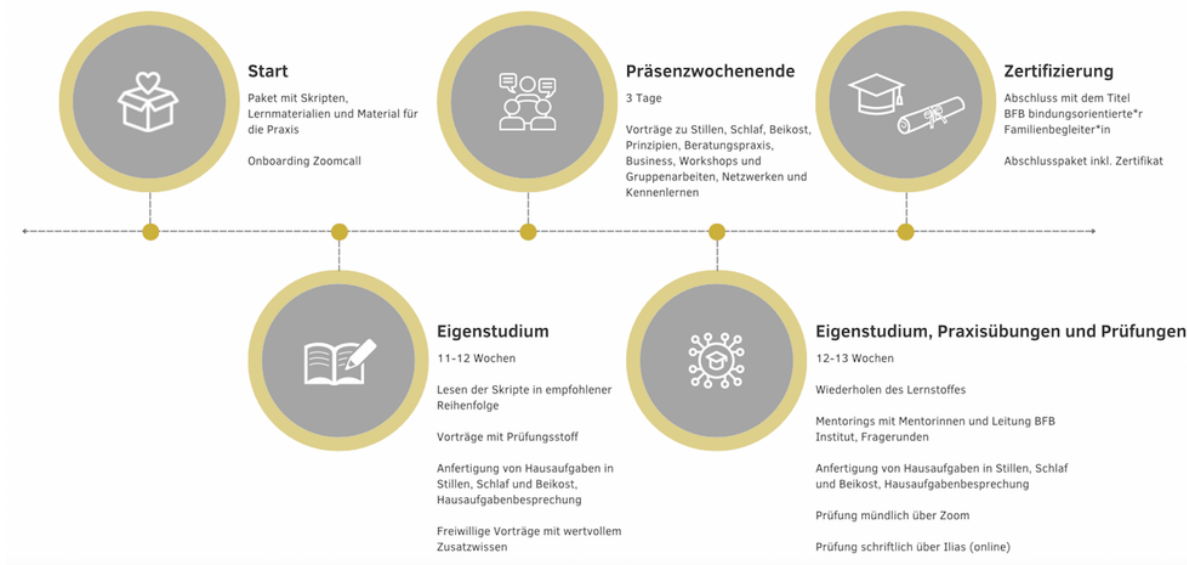 Start
Paket mit Skripten,
Lernmaterialien und Material für
die Praxis
Onboarding Zoomcall
Präsenzwochenende
3 Tage
Vorträge zu Stillen, Schlaf, Beikost,
Prinzipien, Beratungspraxis,
Business, Workshops und
Gruppenarbeiten, Netzwerken und
Kennenlernen
Zertifizierung
Abschluss mit dem Titel
BFB bindungsorientierte*r
Familienbegleiter*in
Abschlusspaket inkl. Zertifikat
Eigenstudium
11-12 Wochen
Lesen der Skripte in empfohlener
Reihenfolge
Vorträge mit Prüfungsstoff
Anfertigung von Hausaufgaben in
Stillen, Schlaf und Beikost,
Hausaufgabenbesprechung
Freiwillige Vorträge mit wertvollem
Zusatzwissen
Eigenstudium, Praxisübungen und Prüfungen
12-13 Wochen
Wiederholen des Lernstoffes
Mentorings mit Mentorinnen und Leitung BFB
Institut, Fragerunden
Anfertigung von Hausaufgaben in Stillen, Schlaf
und Beikost, Hausaufgabenbesprechung
Prüfung mündlich über Zoom
Prüfung schriftlich über Ilias (online)